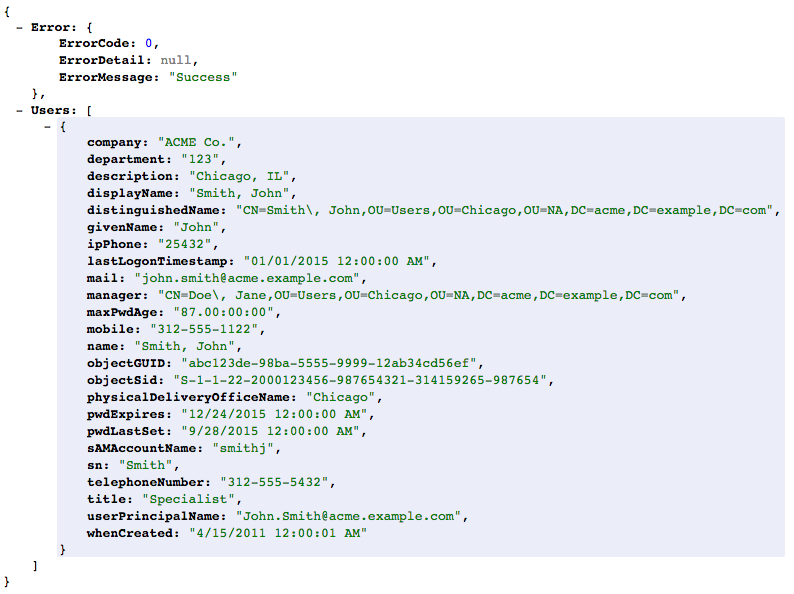 {
– Error: {
ErrorCode: 0,
ErrorDetail: null,
ErrorMessage: "Success"
},
– Users: [
– {
company: "ACME Co.",
department: "123",
description: "Chicago, IL",
displayName: "Smith, John",
distinguishedName: "CN=Smith\, John,OU=Users,OU=Chicago,OU=NA,DC=acme,DC=example,DC=com",
givenName: "John",
ipPhone: "25432",
lastLogonTimestamp: "01/01/2015 12:00:00 AM",
mail: "john.smith@acme.example.com",
manager: "CN=Doe\, Jane,OU=Users,OU=Chicago,OU=NA,DC=acme,DC=example,DC=com",
maxPwdAge: "87.00:00:00",
mobile: "312-555-1122",
name: "Smith, John",
objectGUID: "abc123de-98ba-5555-9999-12ab34cd56ef",
objectSid: "S-1-1-22-2000123456-987654321-314159265-987654",
physicalDeliveryOfficeName: "Chicago",
pwdExpires: "12/24/2015 12:00:00 AM",
pwdLastSet: "9/28/2015 12:00:00 AM",
sAMAccountName: "smithj",
sn: "Smith",
telephoneNumber: "312-555-5432",
title: "Specialist",
userPrincipalName: "John.Smith@acme.example.com",
whenCreated: "4/15/2011 12:00:01 AM"
}
]
}